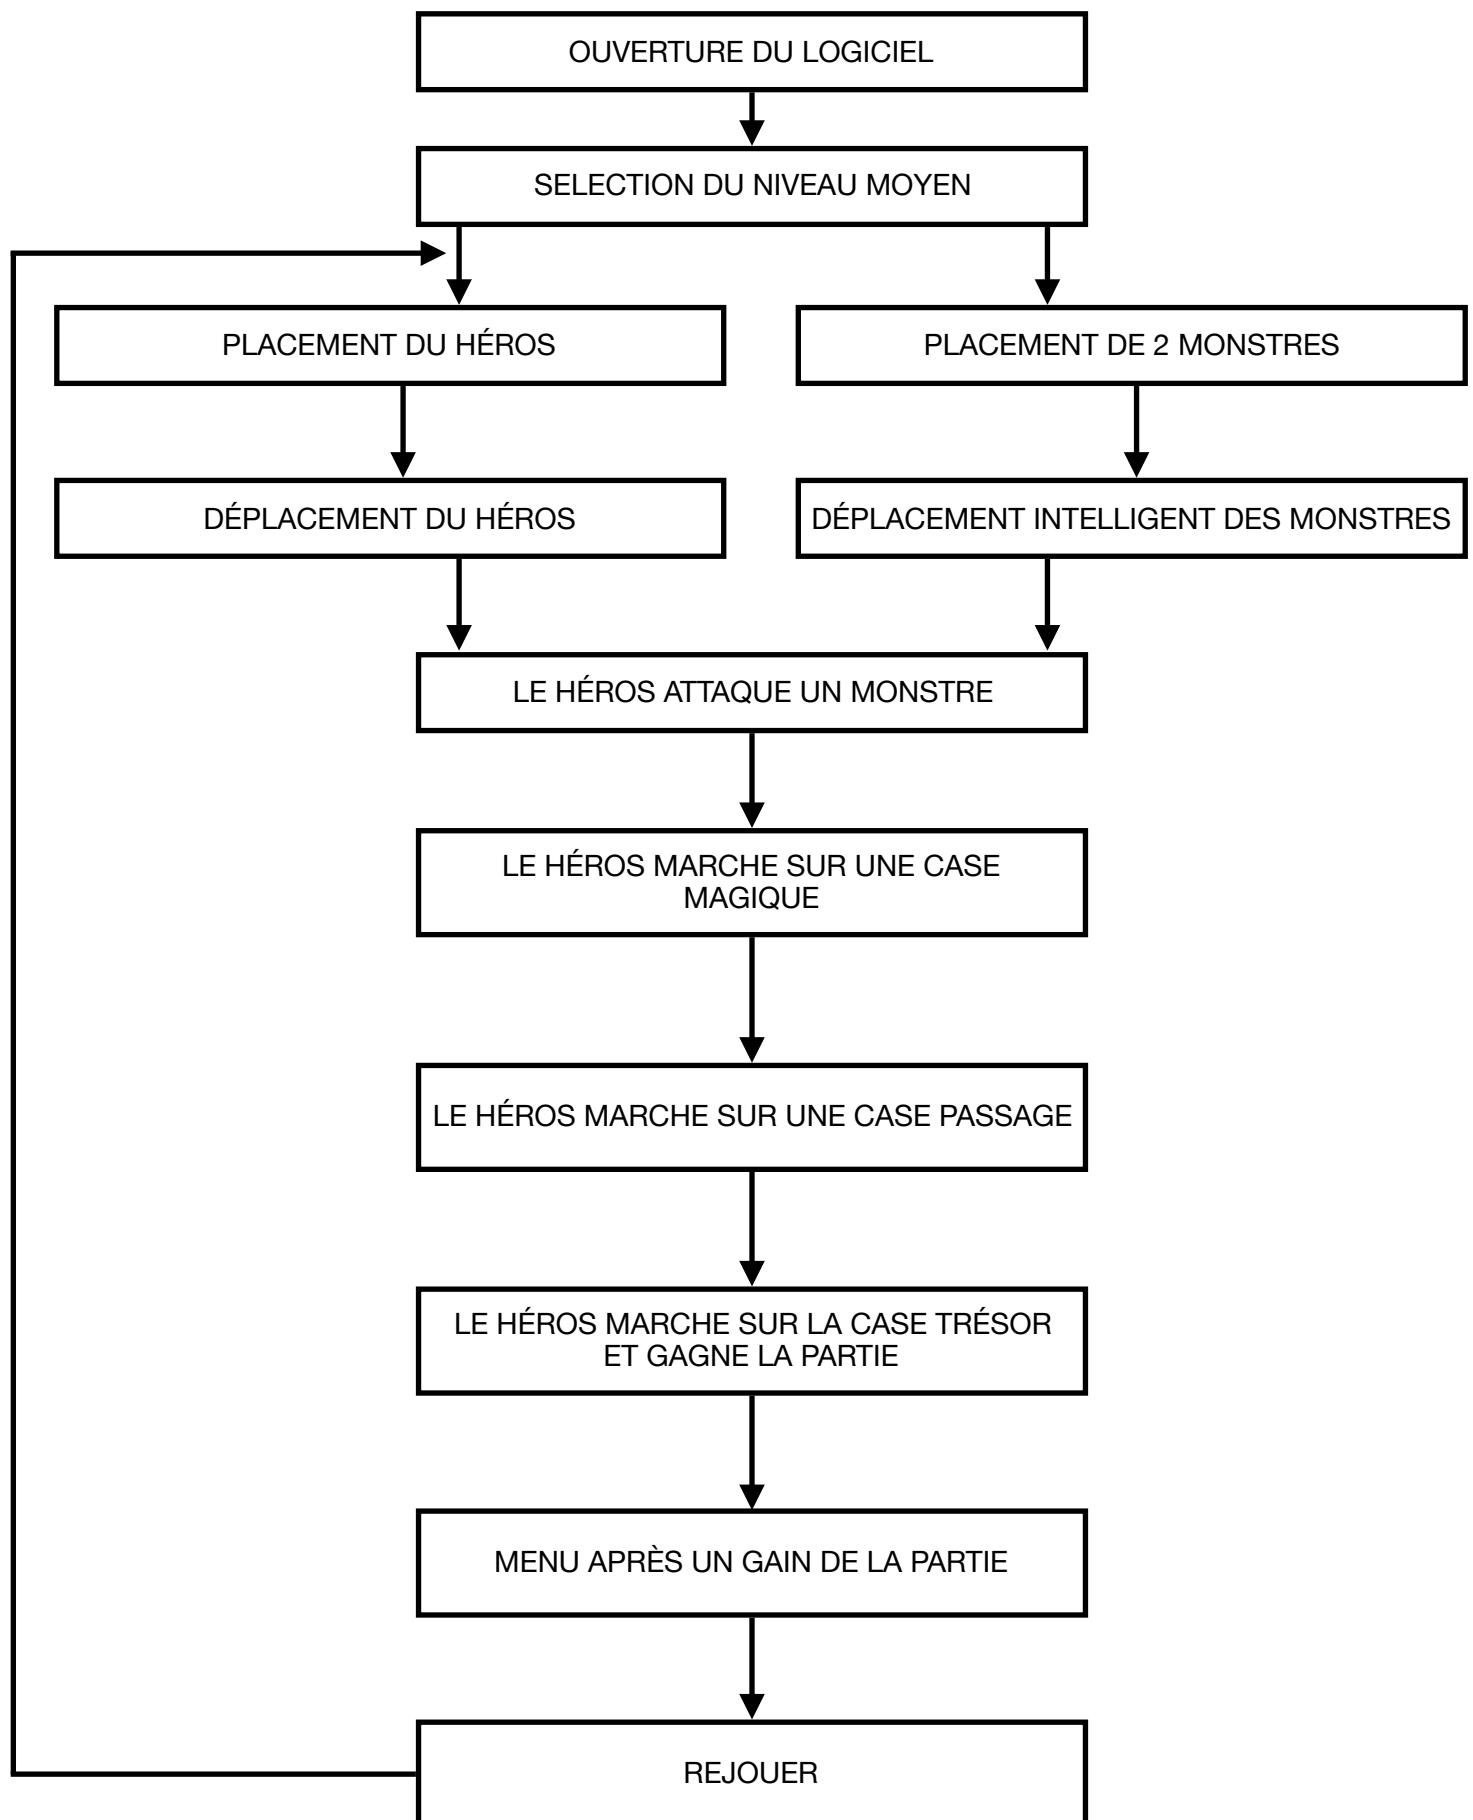 OUVERTURE DU LOGICIEL
SELECTION DU NIVEAU MOYEN
PLACEMENT DU HÉROS
PLACEMENT DE 2 MONSTRES
DÉPLACEMENT DU HÉROS
DÉPLACEMENT INTELLIGENT DES MONSTRES
LE HÉROS ATTAQUE UN MONSTRE
LE HÉROS MARCHE SUR UNE CASE
MAGIQUE
LE HÉROS MARCHE SUR UNE CASE PASSAGE
LE HÉROS MARCHE SUR LA CASE TRÉSOR
ET GAGNE LA PARTIE
MENU APRÈS UN GAIN DE LA PARTIE
REJOUER